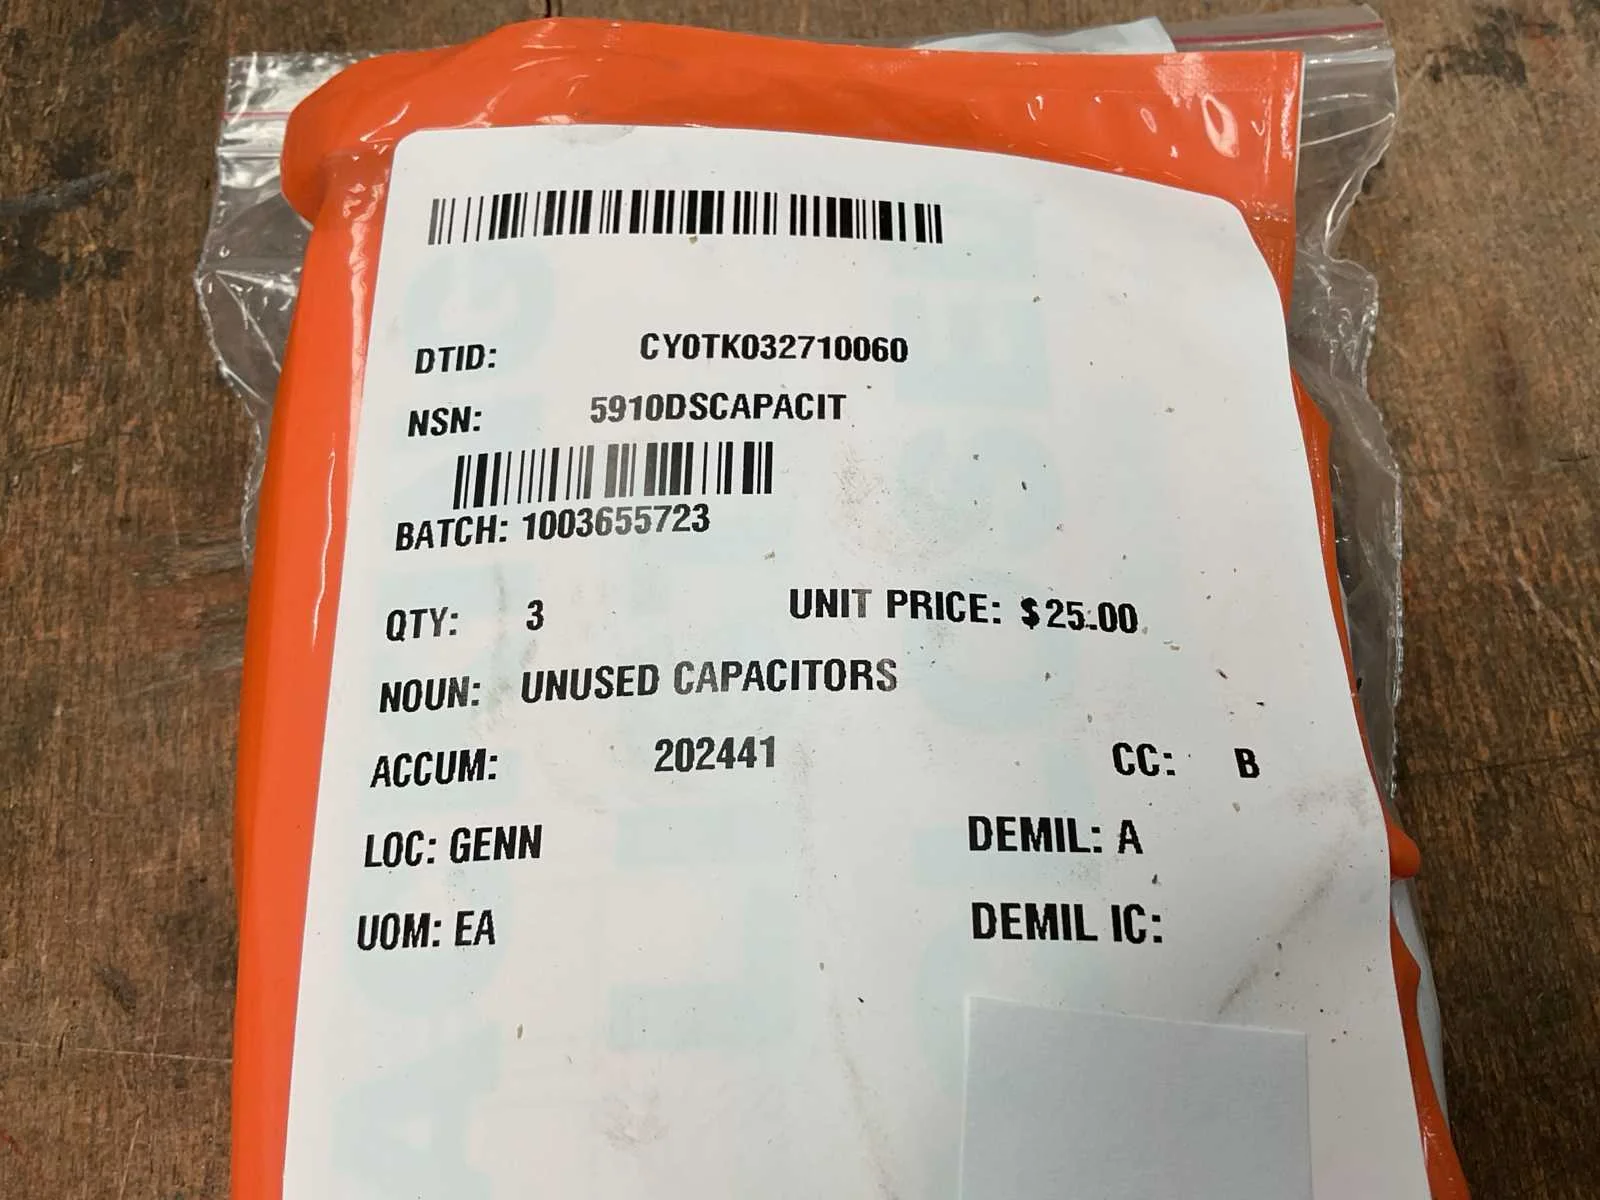 DTID: CY0TK032710060
NSN: 5910DSCAPACIT
BATCH: 1003655723
QTY: 3 UNIT PRICE: $25.00
NOUN: UNUSED CAPACITORS
ACCUM: 202441 CC: B
LOC: GENN DEMIL: A
UOM: EA DEMIL IC: